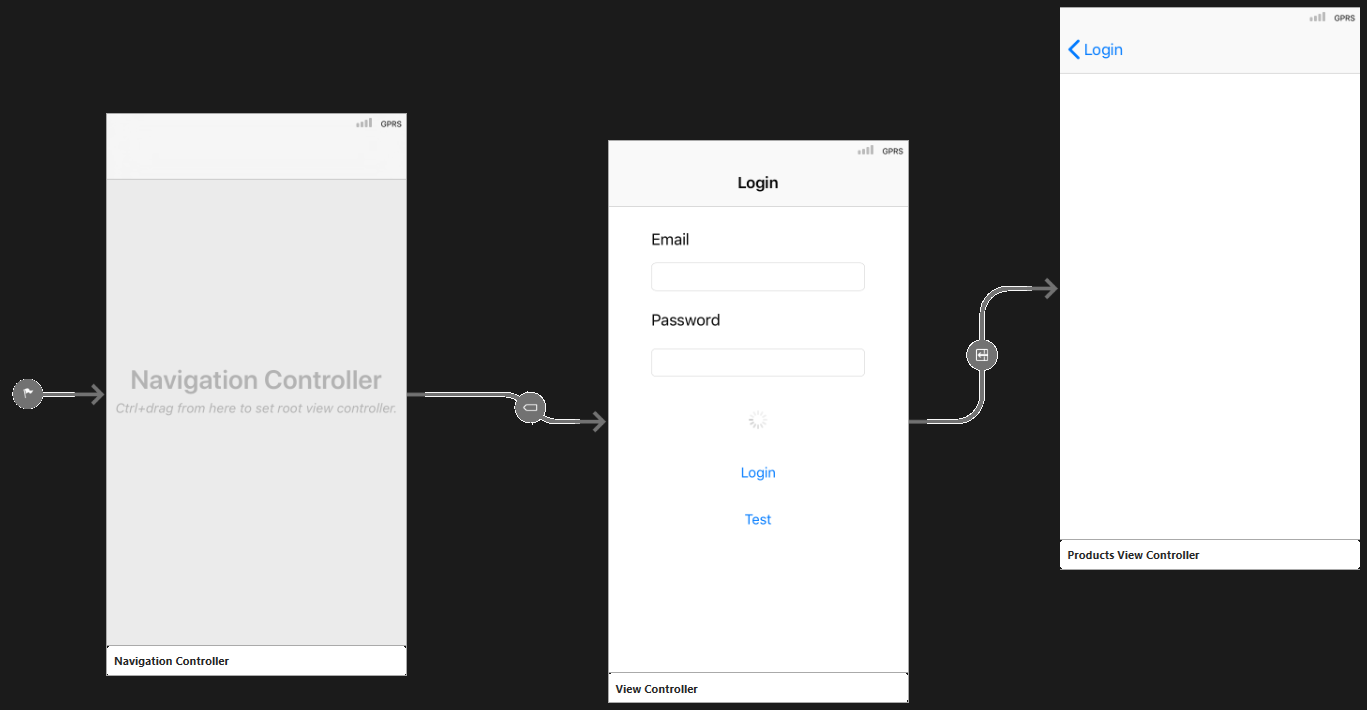 GPRS
Navigation Controller
Ctrl+drag from here to set root view controller.
Navigation Controller
GPRS
Login
Email
Password
Login
Test
View Controller
GPRS
Login
Products View Controller